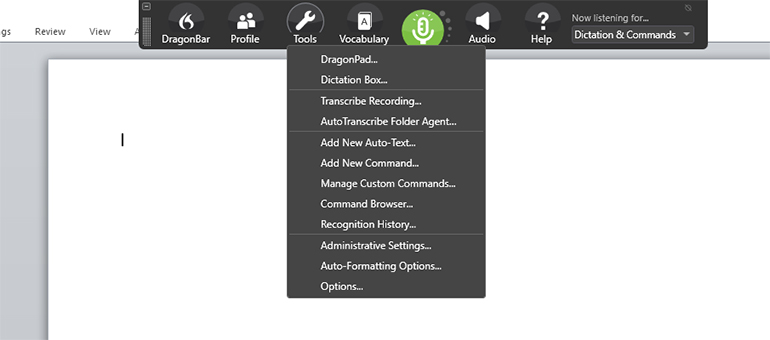 Now listening for...
gs Review View
DragonBar Profile Tools Vocabulary Audio Help Dictation & Commands
DragonPad...
Dictation Box...
Transcribe Recording...
AutoTranscribe Folder Agent...
Add New Auto-Text...
Add New Command...
Manage Custom Commands...
Command Browser...
Recognition History...
Administrative Settings...
Auto-Formatting Options...
Options...